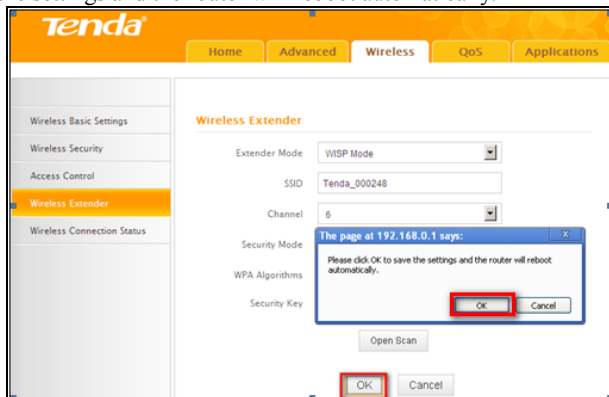 Tenda
Home Advanced Wireless QoS Applications
Wireless Basic Settings
Wireless Security
Access Control
Wireless Extender
Wireless Connection Status
Wireless Extender
Extender Mode WISP Mode
SSID Tenda_000248
Channel 6
Security Mode
WPA Algorithms
Security Key
The page at 192.168.0.1 says: X
Please click OK to save the settings and the router will reboot
automatically.
OK Cancel
Open Scan
OK Cancel